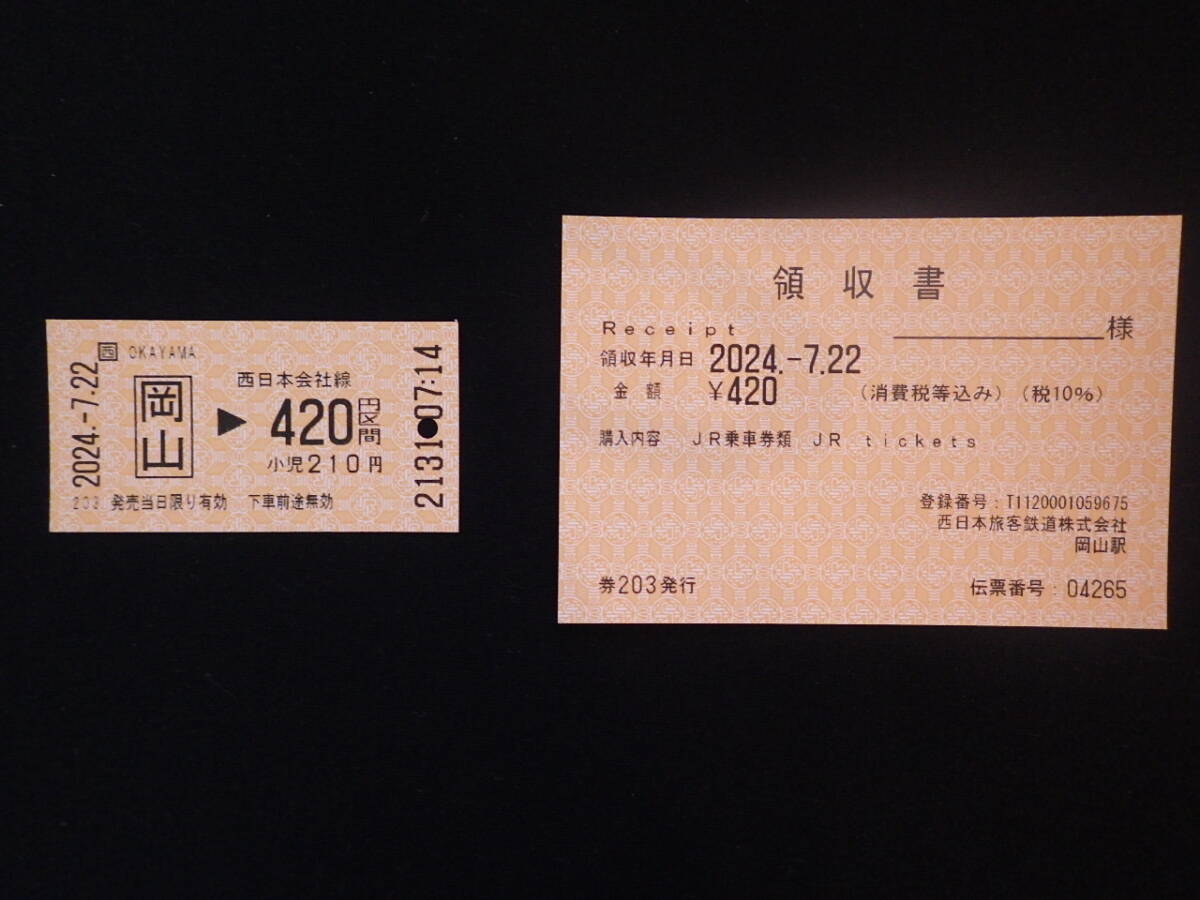 2024.-7.22
西 OKAYAMA
岡山
西日本会社線
▶ 420円区間
小児210円
203 発売当日限り有効 下車前途無効
2131●07:14
領収書
Receipt 様
領収年月日 2024.-7.22
金額 ¥420 (消費税等込み) (税10%)
購入内容 JR乗車券類 JR tickets
登録番号:T1120001059675
西日本旅客鉄道株式会社
岡山駅
券203発行 伝票番号:04265